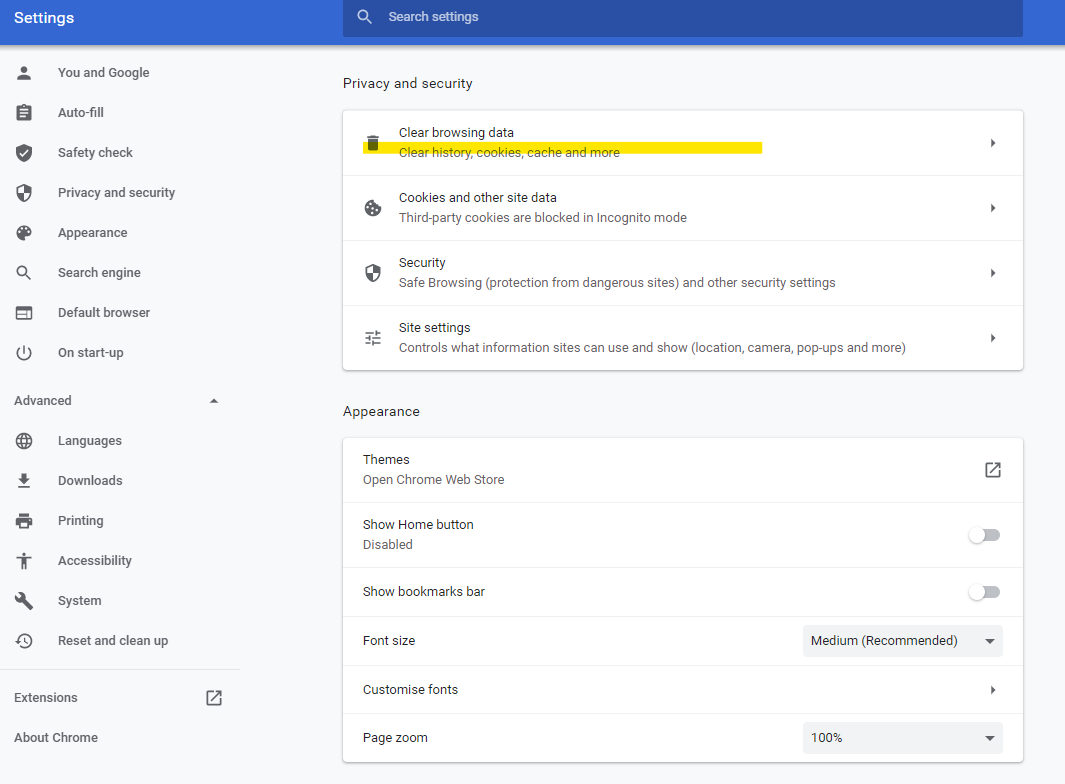 Settings
Search settings
You and Google
Auto-fill
Safety check
Privacy and security
Appearance
Search engine
Default browser
On start-up
Advanced
Languages
Downloads
Printing
Accessibility
System
Reset and clean up
Extensions
About Chrome
Privacy and security
Clear browsing data
Clear history, cookies, cache and more
Cookies and other site data
Third-party cookies are blocked in Incognito mode
Security
Safe Browsing (protection from dangerous sites) and other security settings
Site settings
Controls what information sites can use and show (location, camera, pop-ups and more)
Appearance
Themes
Open Chrome Web Store
Show Home button
Disabled
Show bookmarks bar
Font size
Medium (Recommended)
Customise fonts
Page zoom
100%